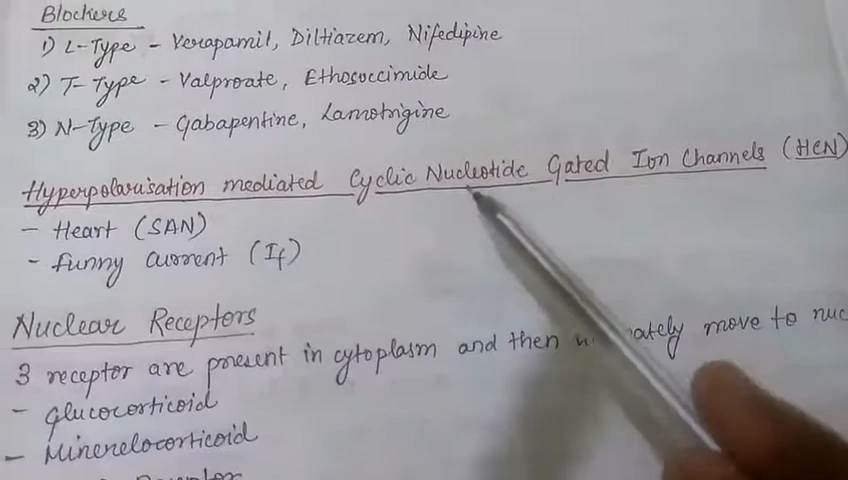 Blockers
1) L-Type - Verapamil, Diltiazem, Nifedipine
2) T-Type - Valproate, Ethosuccimide
3) N-Type - Gabapentine, Lamotrigine
Hyperpolarisation mediated Cyclic Nucleotide Gated Ion Channels (HCN)
- Heart (SAN)
- funny current (If)
Nuclear Receptors
3 receptor are present in cytoplasm and then move to
- Glucocorticoid
- Minerelocorticoid